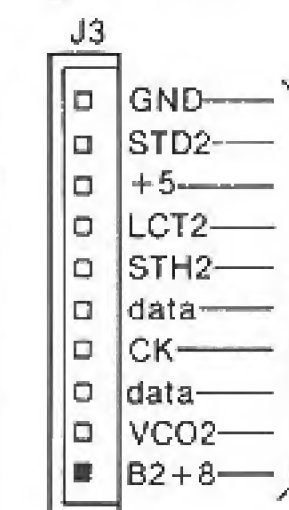 J3
GND
STD2
+5
LCT2
STH2
data
CK
data
VCO2
B2+8